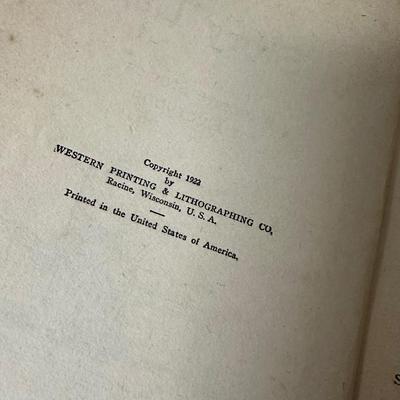 Copyright 1922
by
WESTERN PRINTING & LITHOGRAPHING CO.
Racine, Wisconsin, U. S. A.
Printed in the United States of America.
S